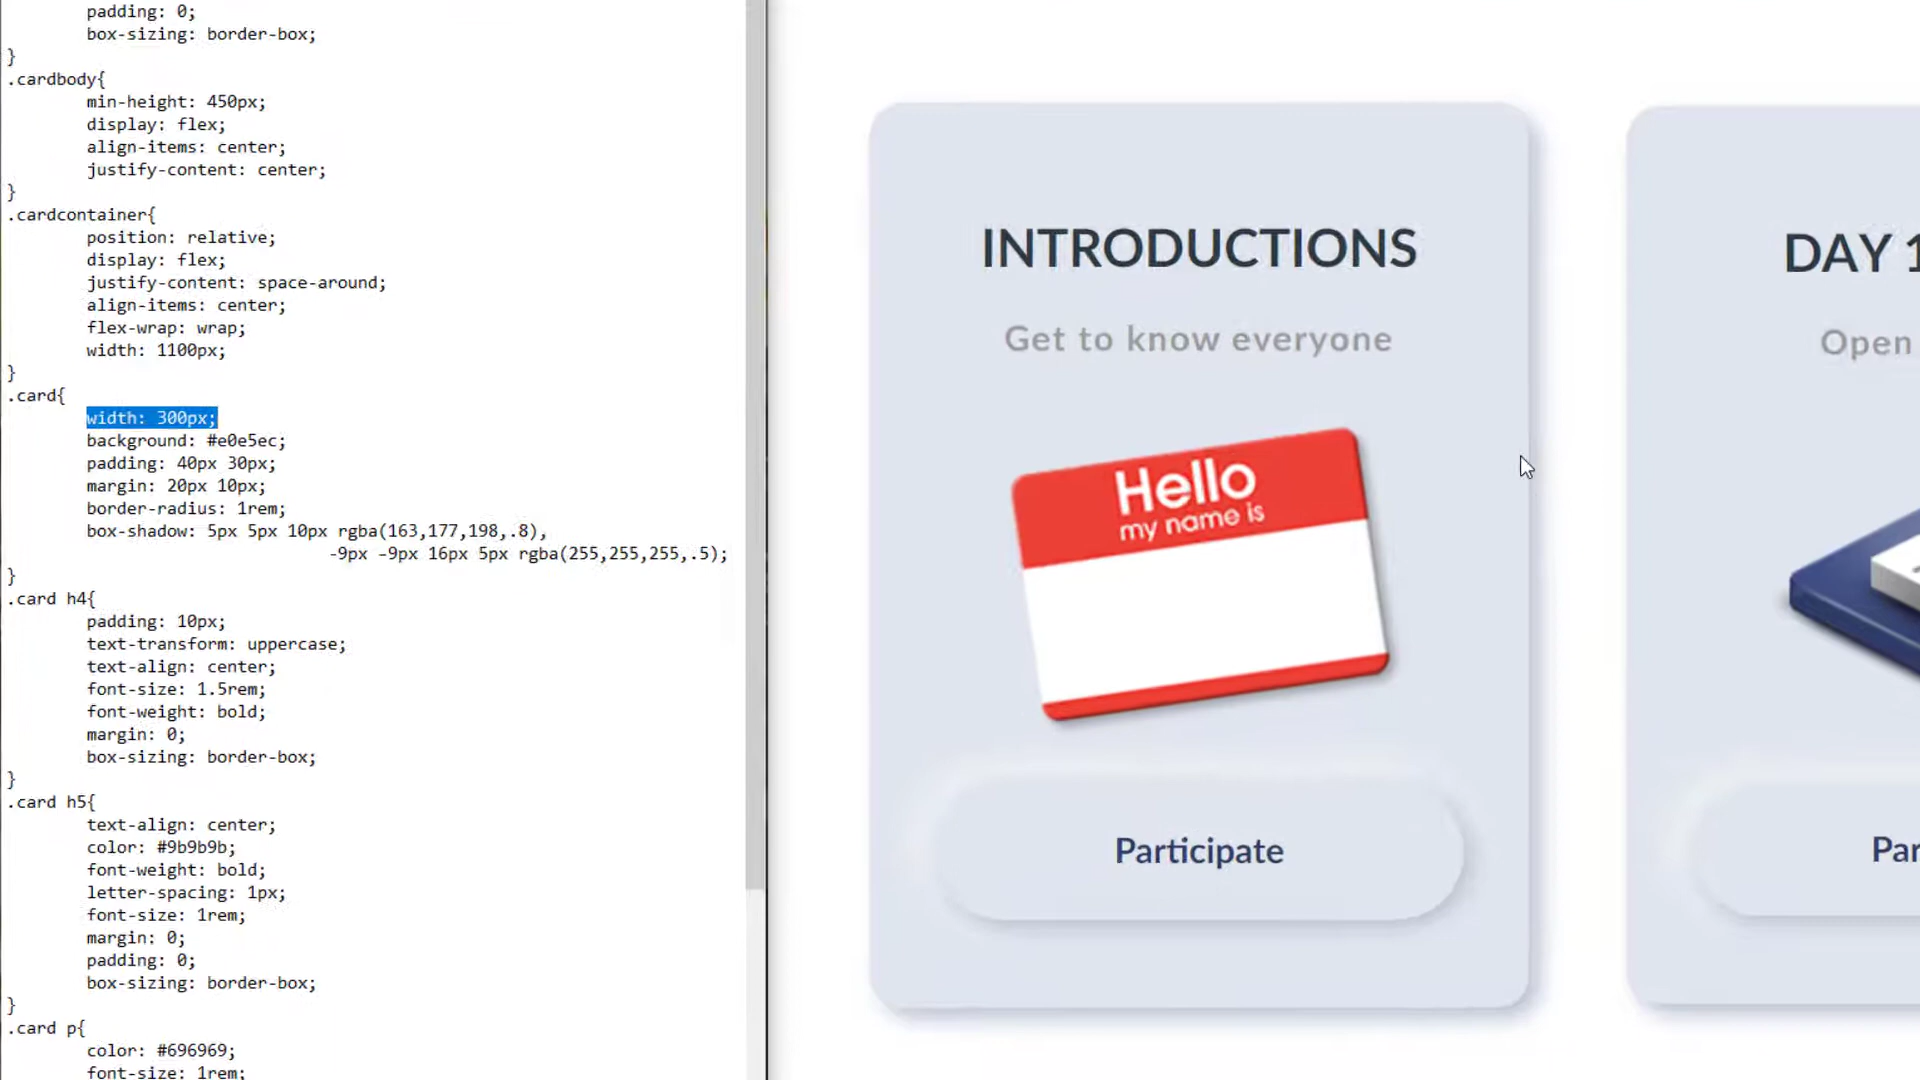 padding: 0;
box-sizing: border-box;
}
.cardbody{
min-height: 450px;
display: flex;
align-items: center;
justify-content: center;
}
.cardcontainer{
position: relative;
display: flex;
justify-content: space-around;
align-items: center;
flex-wrap: wrap;
width: 1100px;
}
.card{
width: 300px;
background: #e0e5ec;
padding: 40px 30px;
margin: 20px 10px;
border-radius: 1rem;
box-shadow: 5px 5px 10px rgba(163,177,198,.8),
-9px -9px 16px 5px rgba(255,255,255,.5);
}
.card h4{
padding: 10px;
text-transform: uppercase;
text-align: center;
font-size: 1.5rem;
font-weight: bold;
margin: 0;
box-sizing: border-box;
}
.card h5{
text-align: center;
color: #9b9b9b;
font-weight: bold;
letter-spacing: 1px;
font-size: 1rem;
margin: 0;
padding: 0;
box-sizing: border-box;
}
.card p{
color: #696969;
font-size: 1rem;
INTRODUCTIONS
Get to know everyone
Hello
my name is
Participate
DAY 1
Open
Par